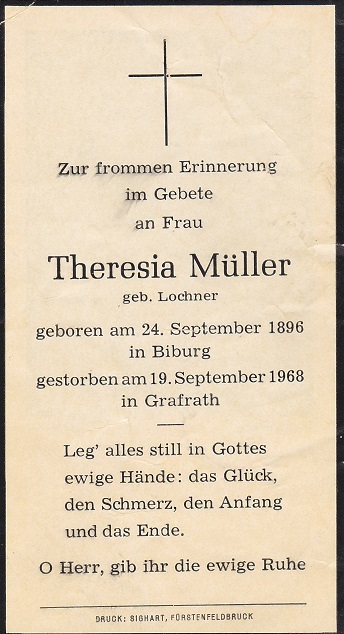 Zur frommen Erinnerung
im Gebete
an Frau
Theresia Müller
geb. Lochner
geboren am 24. September 1896
in Biburg
gestorben am 19. September 1968
in Grafrath
Leg' alles still in Gottes
ewige Hände: das Glück,
den Schmerz, den Anfang
und das Ende.
O Herr, gib ihr die ewige Ruhe
DRUCK: SIGHART, FÜRSTENFELDBRUCK